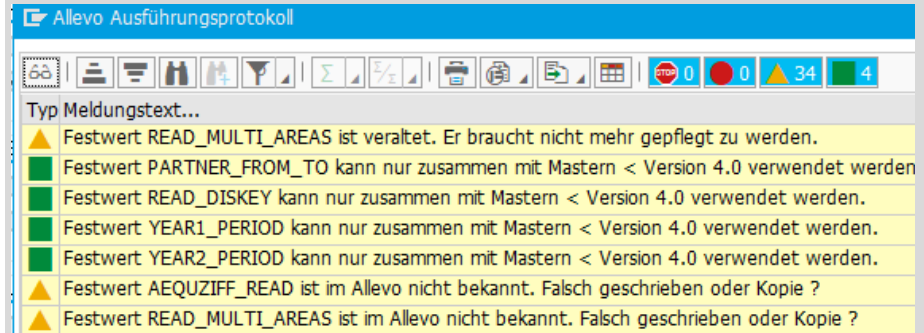 Allevo Ausführungsprotokoll
STOP 0 0 34 4
Typ Meldungstext...
Festwert READ_MULTI_AREAS ist veraltet. Er braucht nicht mehr gepflegt zu werden.
Festwert PARTNER_FROM_TO kann nur zusammen mit Mastern < Version 4.0 verwendet werden
Festwert READ_DISKEY kann nur zusammen mit Mastern < Version 4.0 verwendet werden.
Festwert YEAR1_PERIOD kann nur zusammen mit Mastern < Version 4.0 verwendet werden.
Festwert YEAR2_PERIOD kann nur zusammen mit Mastern < Version 4.0 verwendet werden.
Festwert AEQUZIFF_READ ist im Allevo nicht bekannt. Falsch geschrieben oder Kopie ?
Festwert READ_MULTI_AREAS ist im Allevo nicht bekannt. Falsch geschrieben oder Kopie ?